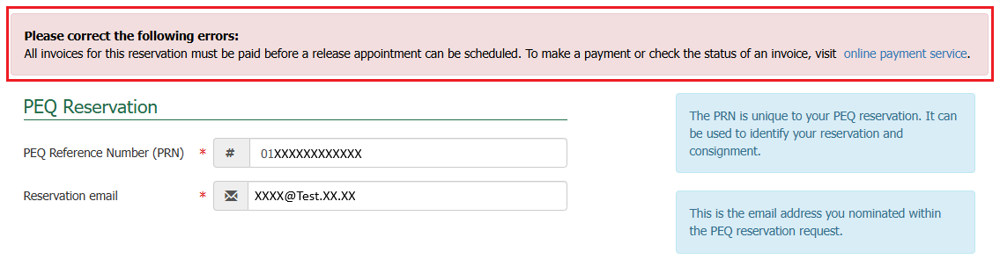 Please correct the following errors:
All invoices for this reservation must be paid before a release appointment can be scheduled. To make a payment or check the status of an invoice, visit online payment service.
PEQ Reservation
PEQ Reference Number (PRN) * # 01XXXXXXXXXXXX
Reservation email * XXXX@Test.XX.XX
The PRN is unique to your PEQ reservation. It can
be used to identify your reservation and
consignment.
This is the email address you nominated within
the PEQ reservation request.